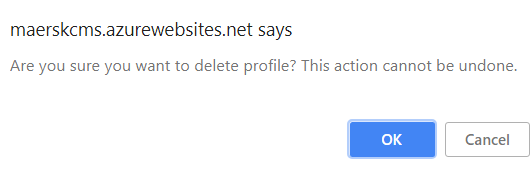 maerskcms.azurewebsites.net says
Are you sure you want to delete profile? This action cannot be undone.
OK
Cancel